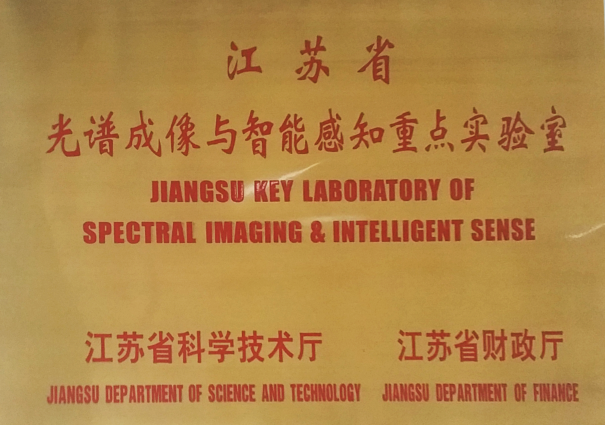 江苏省
光谱成像与智能感知重点实验室
JIANGSU KEY LABORATORY OF
SPECTRAL IMAGING & INTELLIGENT SENSE
江苏省科学技术厅 江苏省财政厅
JIANGSU DEPARTMENT OF SCIENCE AND TECHNOLOGY JIANGSU DEPARTMENT OF FINANCE